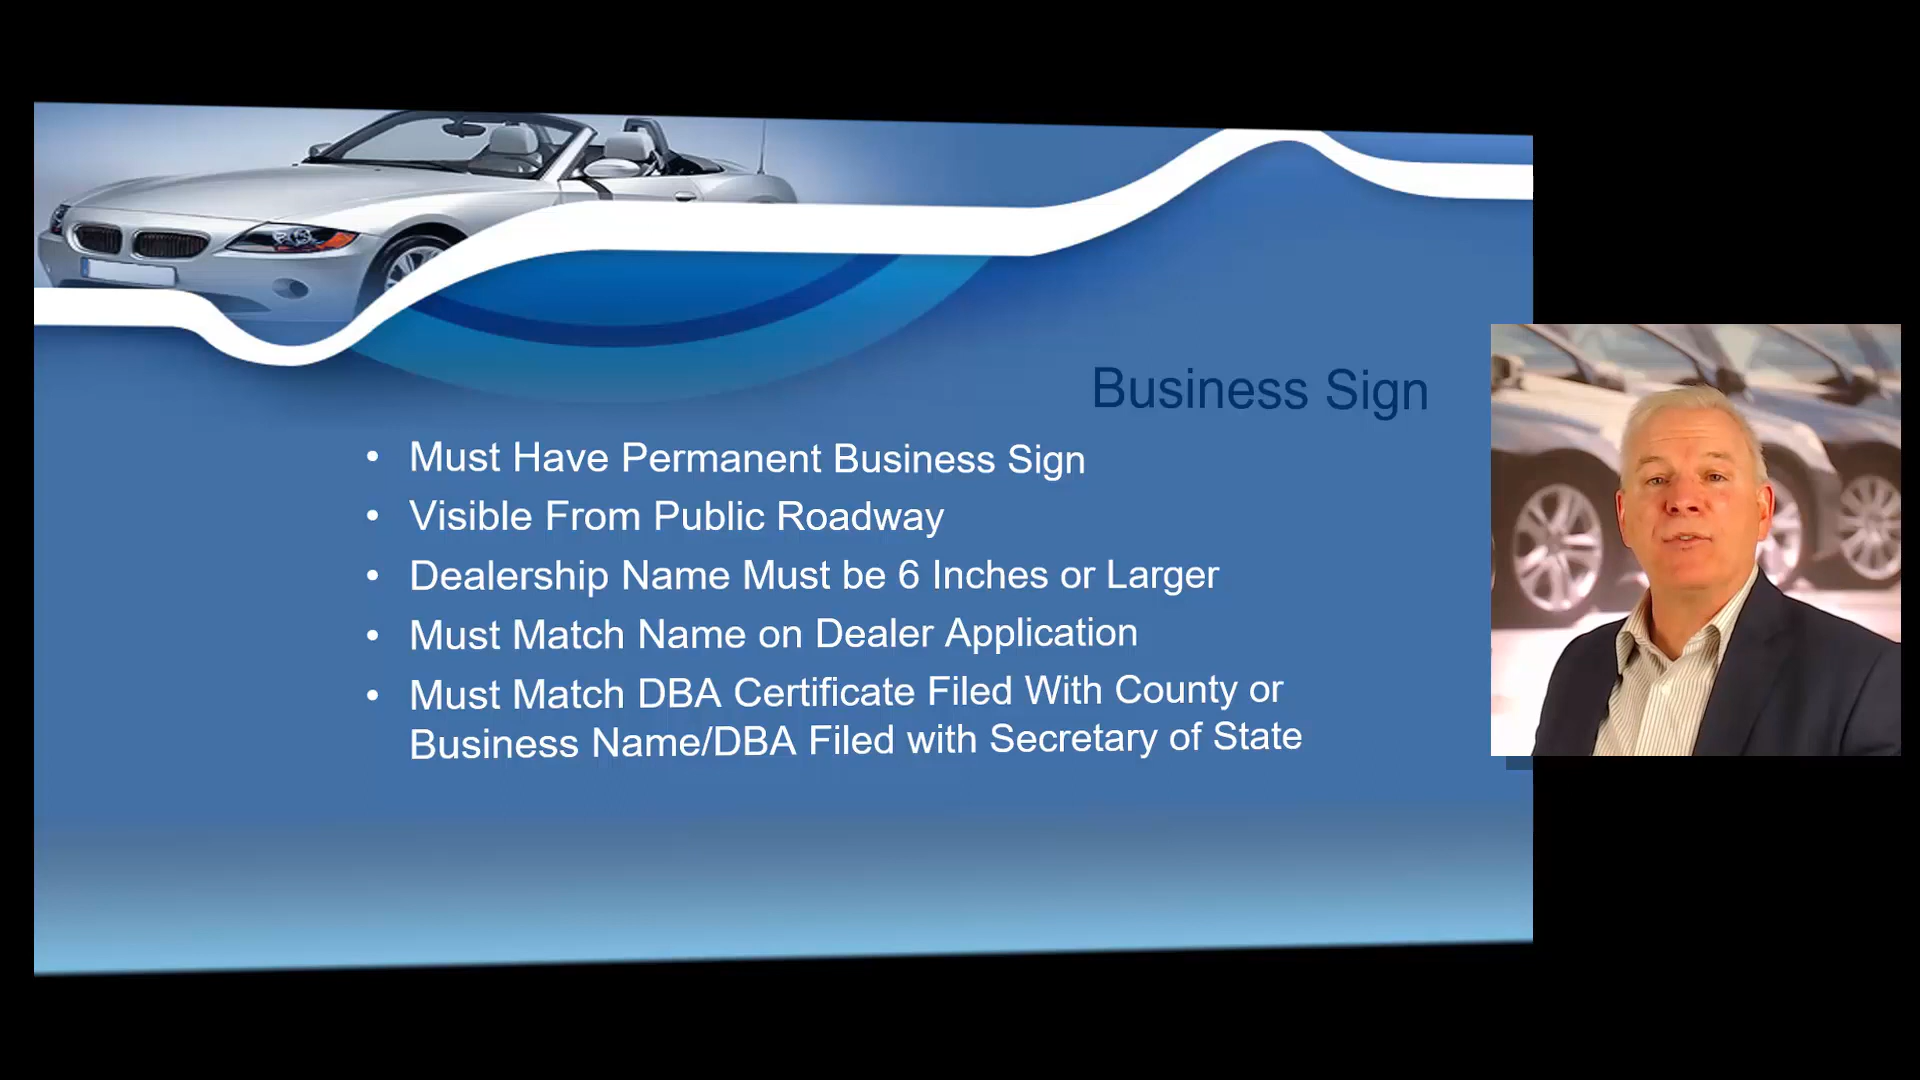 Business Sign
• Must Have Permanent Business Sign
• Visible From Public Roadway
• Dealership Name Must be 6 Inches or Larger
• Must Match Name on Dealer Application
• Must Match DBA Certificate Filed With County or
Business Name/DBA Filed with Secretary of State